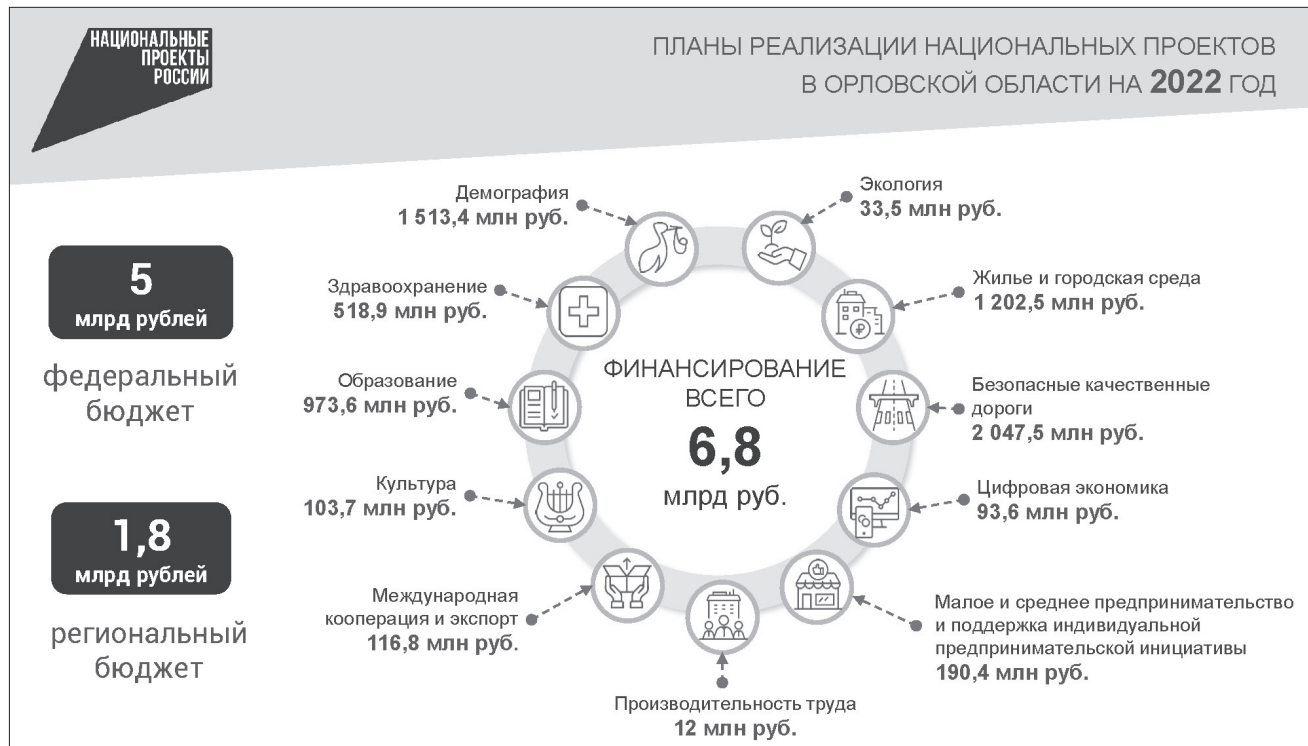 НАЦИОНАЛЬНЫЕ
ПРОЕКТЫ
РОССИИ
ПЛАНЫ РЕАЛИЗАЦИИ НАЦИОНАЛЬНЫХ ПРОЕКТОВ
В ОРЛОВСКОЙ ОБЛАСТИ НА 2022 ГОД
5
млрд рублей
федеральный
бюджет
1,8
млрд рублей
региональный
бюджет
Демография
1 513,4 млн руб.
Здравоохранение
518,9 млн руб.
Образование
973,6 млн руб.
Культура
103,7 млн руб.
Международная
кооперация и экспорт
116,8 млн руб.
Производительность труда
12 млн руб.
ФИНАНСИРОВАНИЕ
ВСЕГО
6,8
млрд руб.
Экология
33,5 млн руб.
Жилье и городская среда
1 202,5 млн руб.
Безопасные качественные
дороги
2 047,5 млн руб.
Цифровая экономика
93,6 млн руб.
Малое и среднее предпринимательство
и поддержка индивидуальной
предпринимательской инициативы
190,4 млн руб.